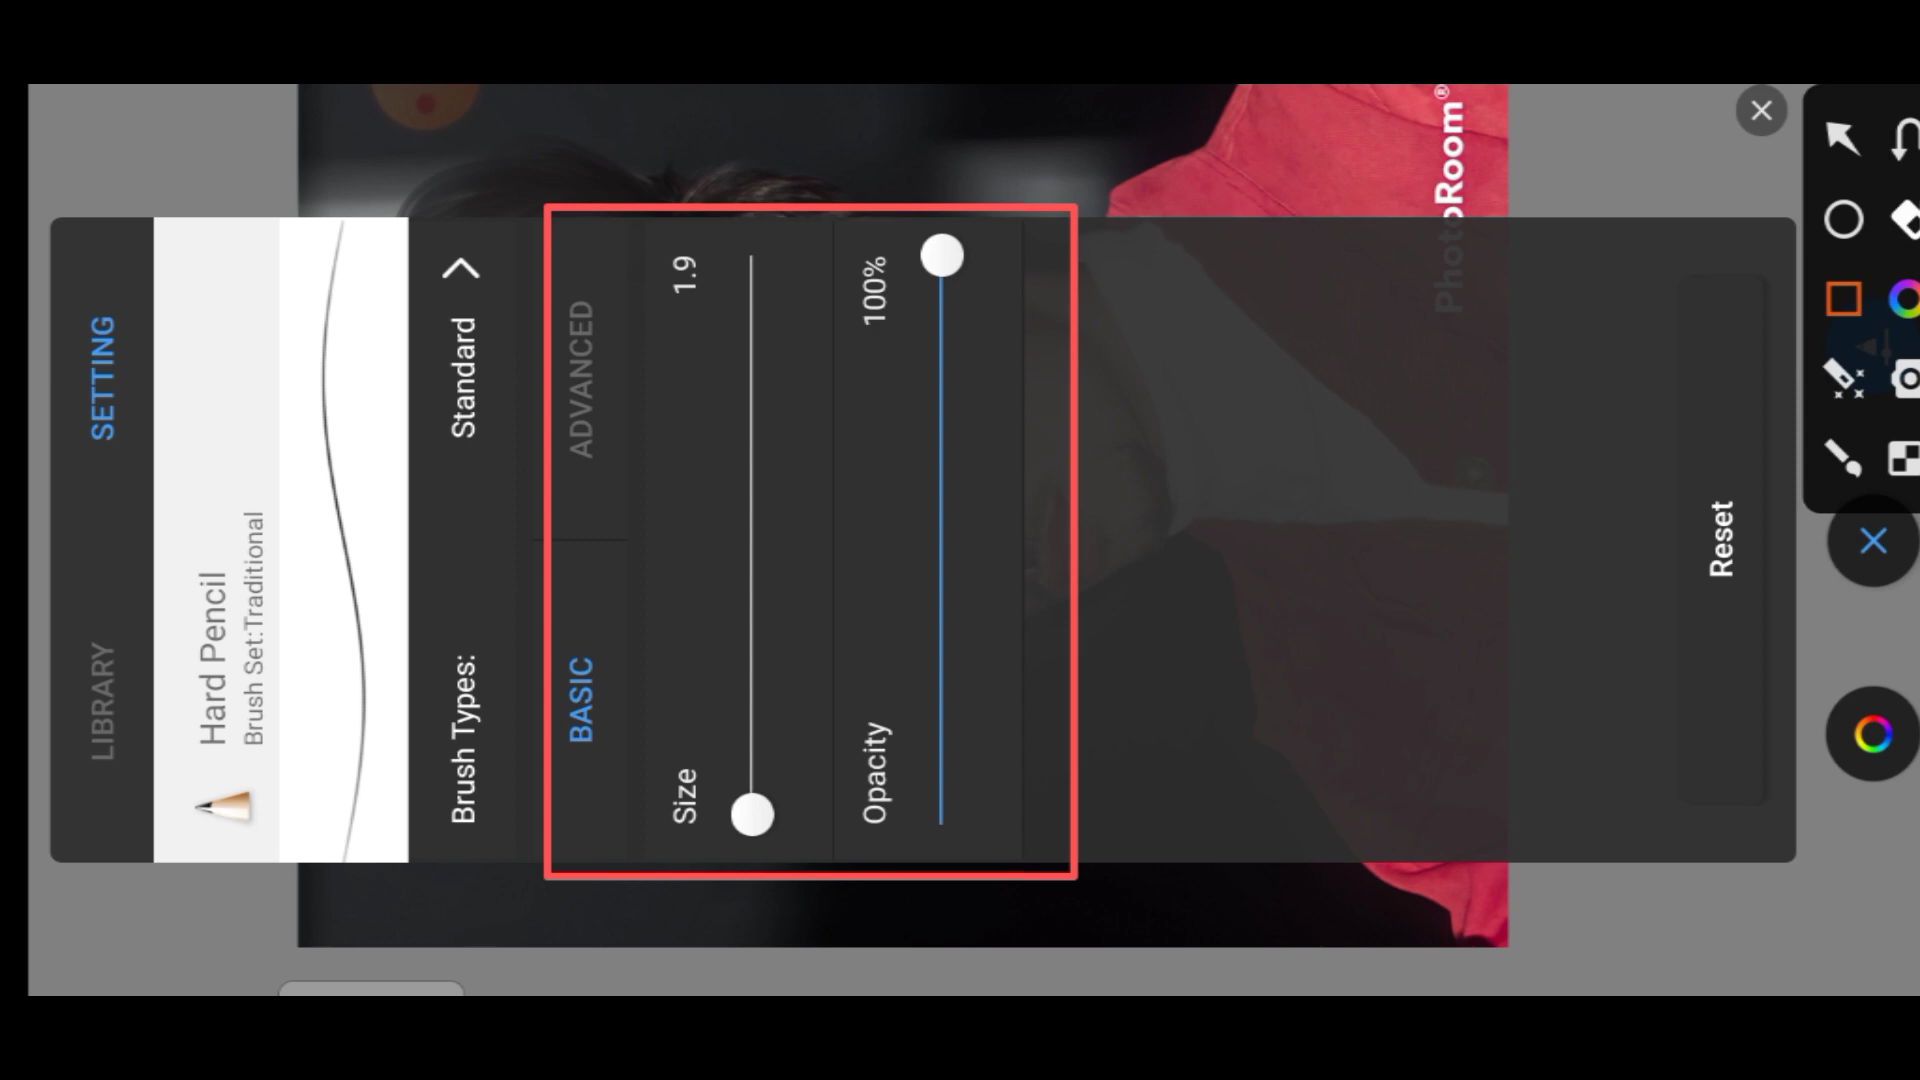 LIBRARY SETTING
Hard Pencil
Brush Set:Traditional
Brush Types: Standard
BASIC ADVANCED
Size 1.9
Opacity 100%
PhotoRoom®
Reset